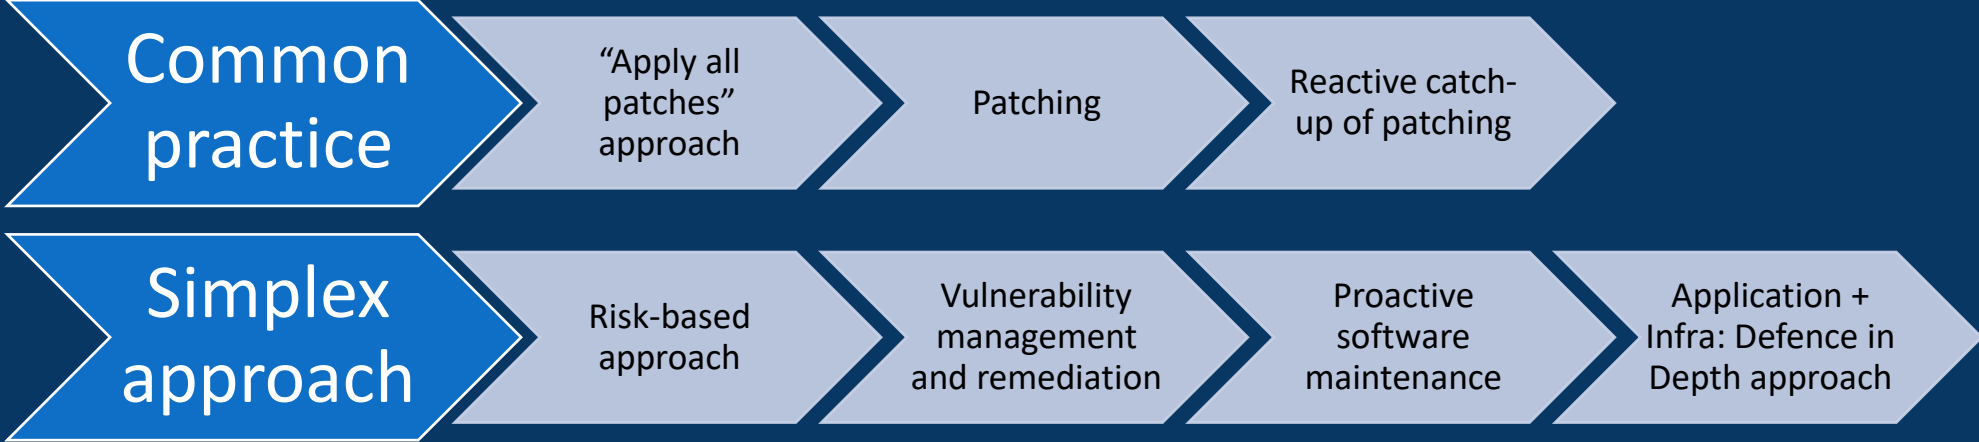 Common
practice
“Apply all
patches”
approach
Patching
Reactive catch-
up of patching
Simplex
approach
Risk-based
approach
Vulnerability
management
and remediation
Proactive
software
maintenance
Application +
Infra: Defence in
Depth approach